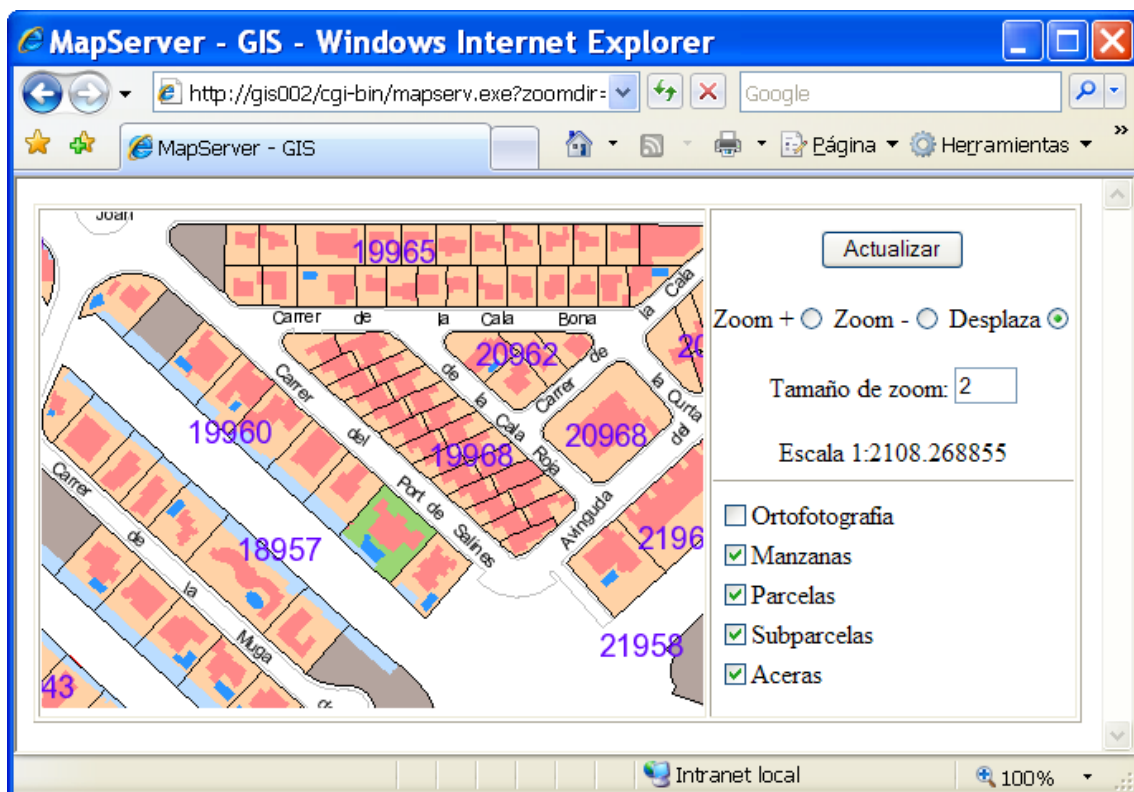 MapServer - GIS - Windows Internet Explorer
http://gis002/cgi-bin/mapserv.exe?zoomdir=
Google
MapServer - GIS
Página
Herramientas
»
Joan
19965
Carrer de la Cala Bona
la Cala
20962
Carrer de
de la Cala Roja
la Curta
20
Carrer del Port de Salines
19960
19968
20968
Avinguda del
Carrer de la Muga
de
18957
2196
21958
43
Actualizar
Zoom + Zoom - Desplaza
Tamaño de zoom: 2
Escala 1:2108.268855
Ortofotografía
Manzanas
Parcelas
Subparcelas
Aceras
Intranet local
100%